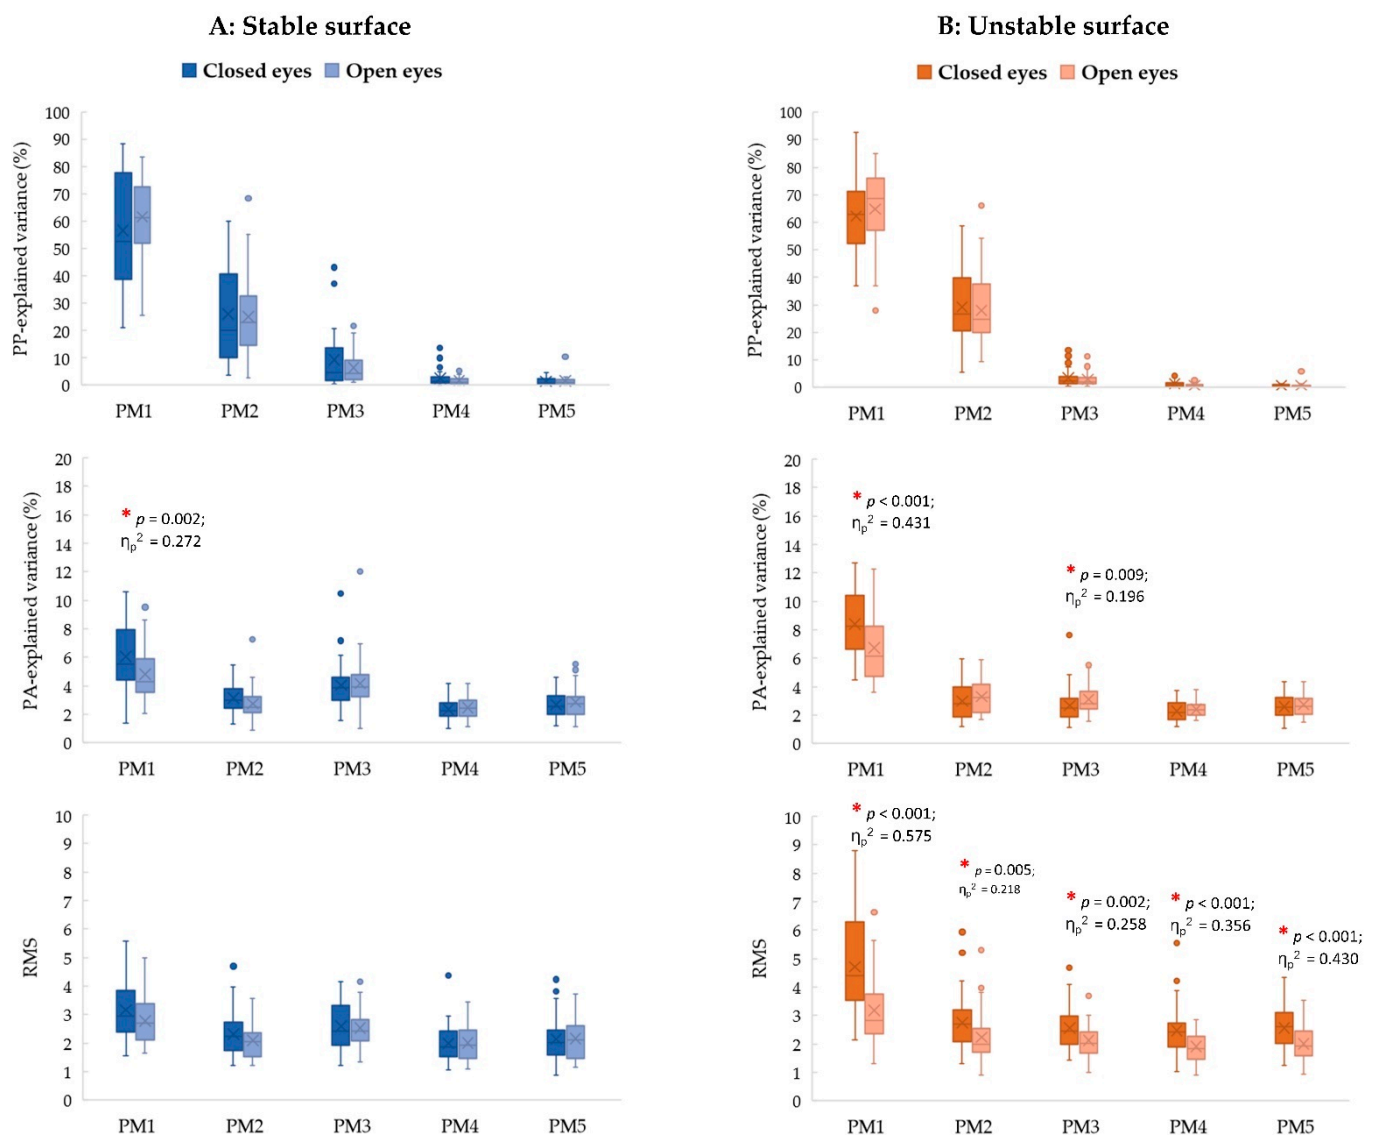 A: Stable surface
Closed eyes Open eyes
PP-explained variance (%)
100
90
80
70
60
50
40
30
20
10
0
PM1 PM2 PM3 PM4 PM5
PA-explained variance (%)
20
18
16
14
12
10
8
6
4
2
0
* p = 0.002;
ηp² = 0.272
PM1 PM2 PM3 PM4 PM5
RMS
10
9
8
7
6
5
4
3
2
1
0
PM1 PM2 PM3 PM4 PM5
B: Unstable surface
Closed eyes Open eyes
PP-explained variance (%)
100
90
80
70
60
50
40
30
20
10
0
PM1 PM2 PM3 PM4 PM5
PA-explained variance (%)
20
18
16
14
12
10
8
6
4
2
0
* p < 0.001;
ηp² = 0.431
* p = 0.009;
ηp² = 0.196
PM1 PM2 PM3 PM4 PM5
RMS
10
9
8
7
6
5
4
3
2
1
0
* p < 0.001;
ηp² = 0.575
* p = 0.005;
ηp² = 0.218
* p = 0.002;
ηp² = 0.258
* p < 0.001;
ηp² = 0.356
* p < 0.001;
ηp² = 0.430
PM1 PM2 PM3 PM4 PM5